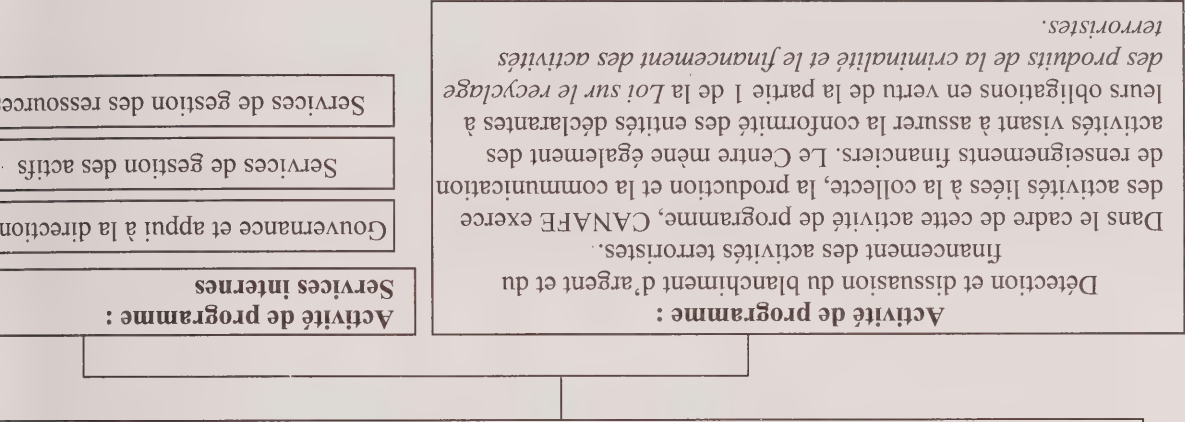 Activité de programme :
Détection et dissuasion du blanchiment d'argent et du
financement des activités terroristes.
Dans le cadre de cette activité de programme, CANAFE exerce
des activités liées à la collecte, la production et la communication
de renseignements financiers. Le Centre mène également des
activités visant à assurer la conformité des entités déclarantes à
leurs obligations en vertu de la partie 1 de la Loi sur le recyclage
des produits de la criminalité et le financement des activités
terroristes.
Activité de programme :
Services internes
Gouvernance et appui à la direction
Services de gestion des actifs
Services de gestion des ressources